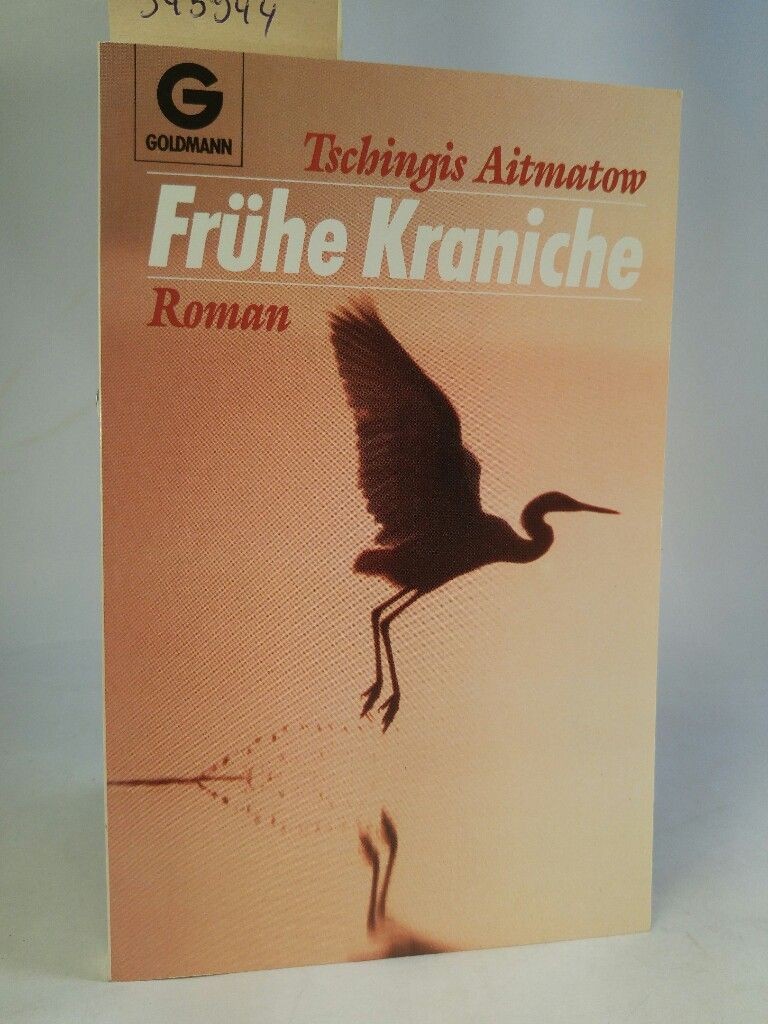 G
GOLDMANN
Tschingis Aitmatow
Frühe Kraniche
Roman